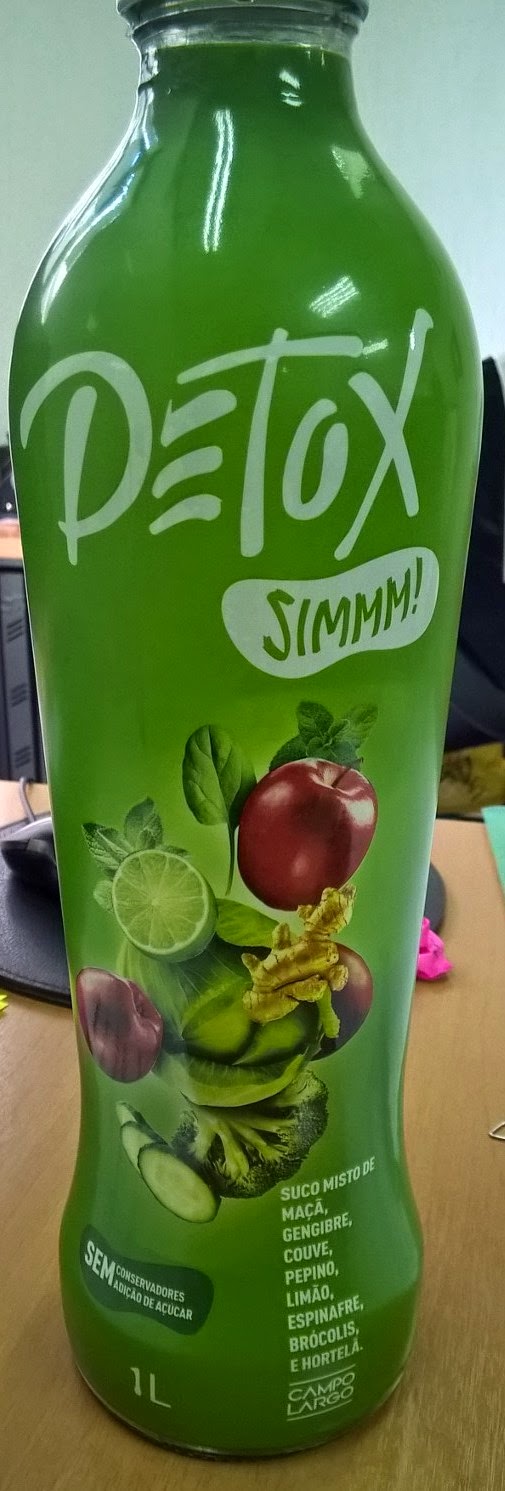 DETOX
SIMMM!
SUCO MISTO DE
MAÇÃ,
GENGIBRE,
COUVE,
PEPINO,
LIMÃO,
ESPINAFRE,
BRÓCOLIS,
E HORTELÃ.
SEM CONSERVADORES
ADIÇÃO DE AÇÚCAR
1L
CAMPO
LARGO